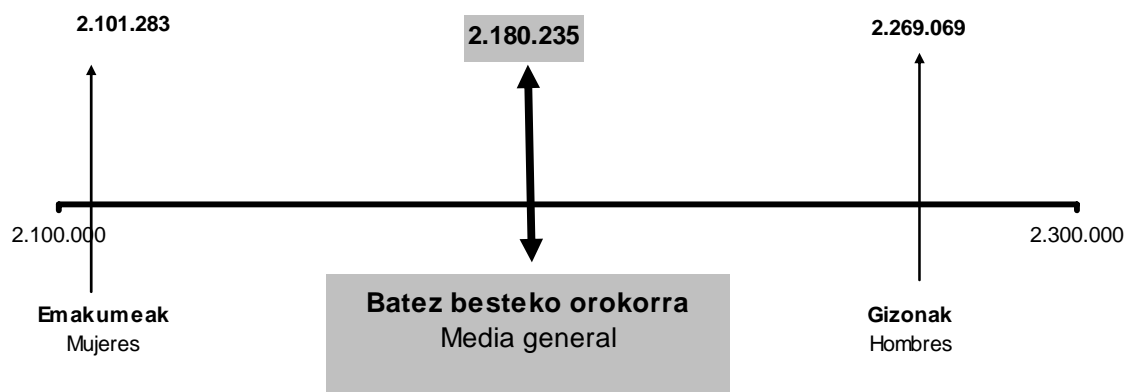 2.101.283
2.180.235
2.269.069
2.100.000
2.300.000
Emakumeak
Mujeres
Batez besteko orokorra
Media general
Gizonak
Hombres